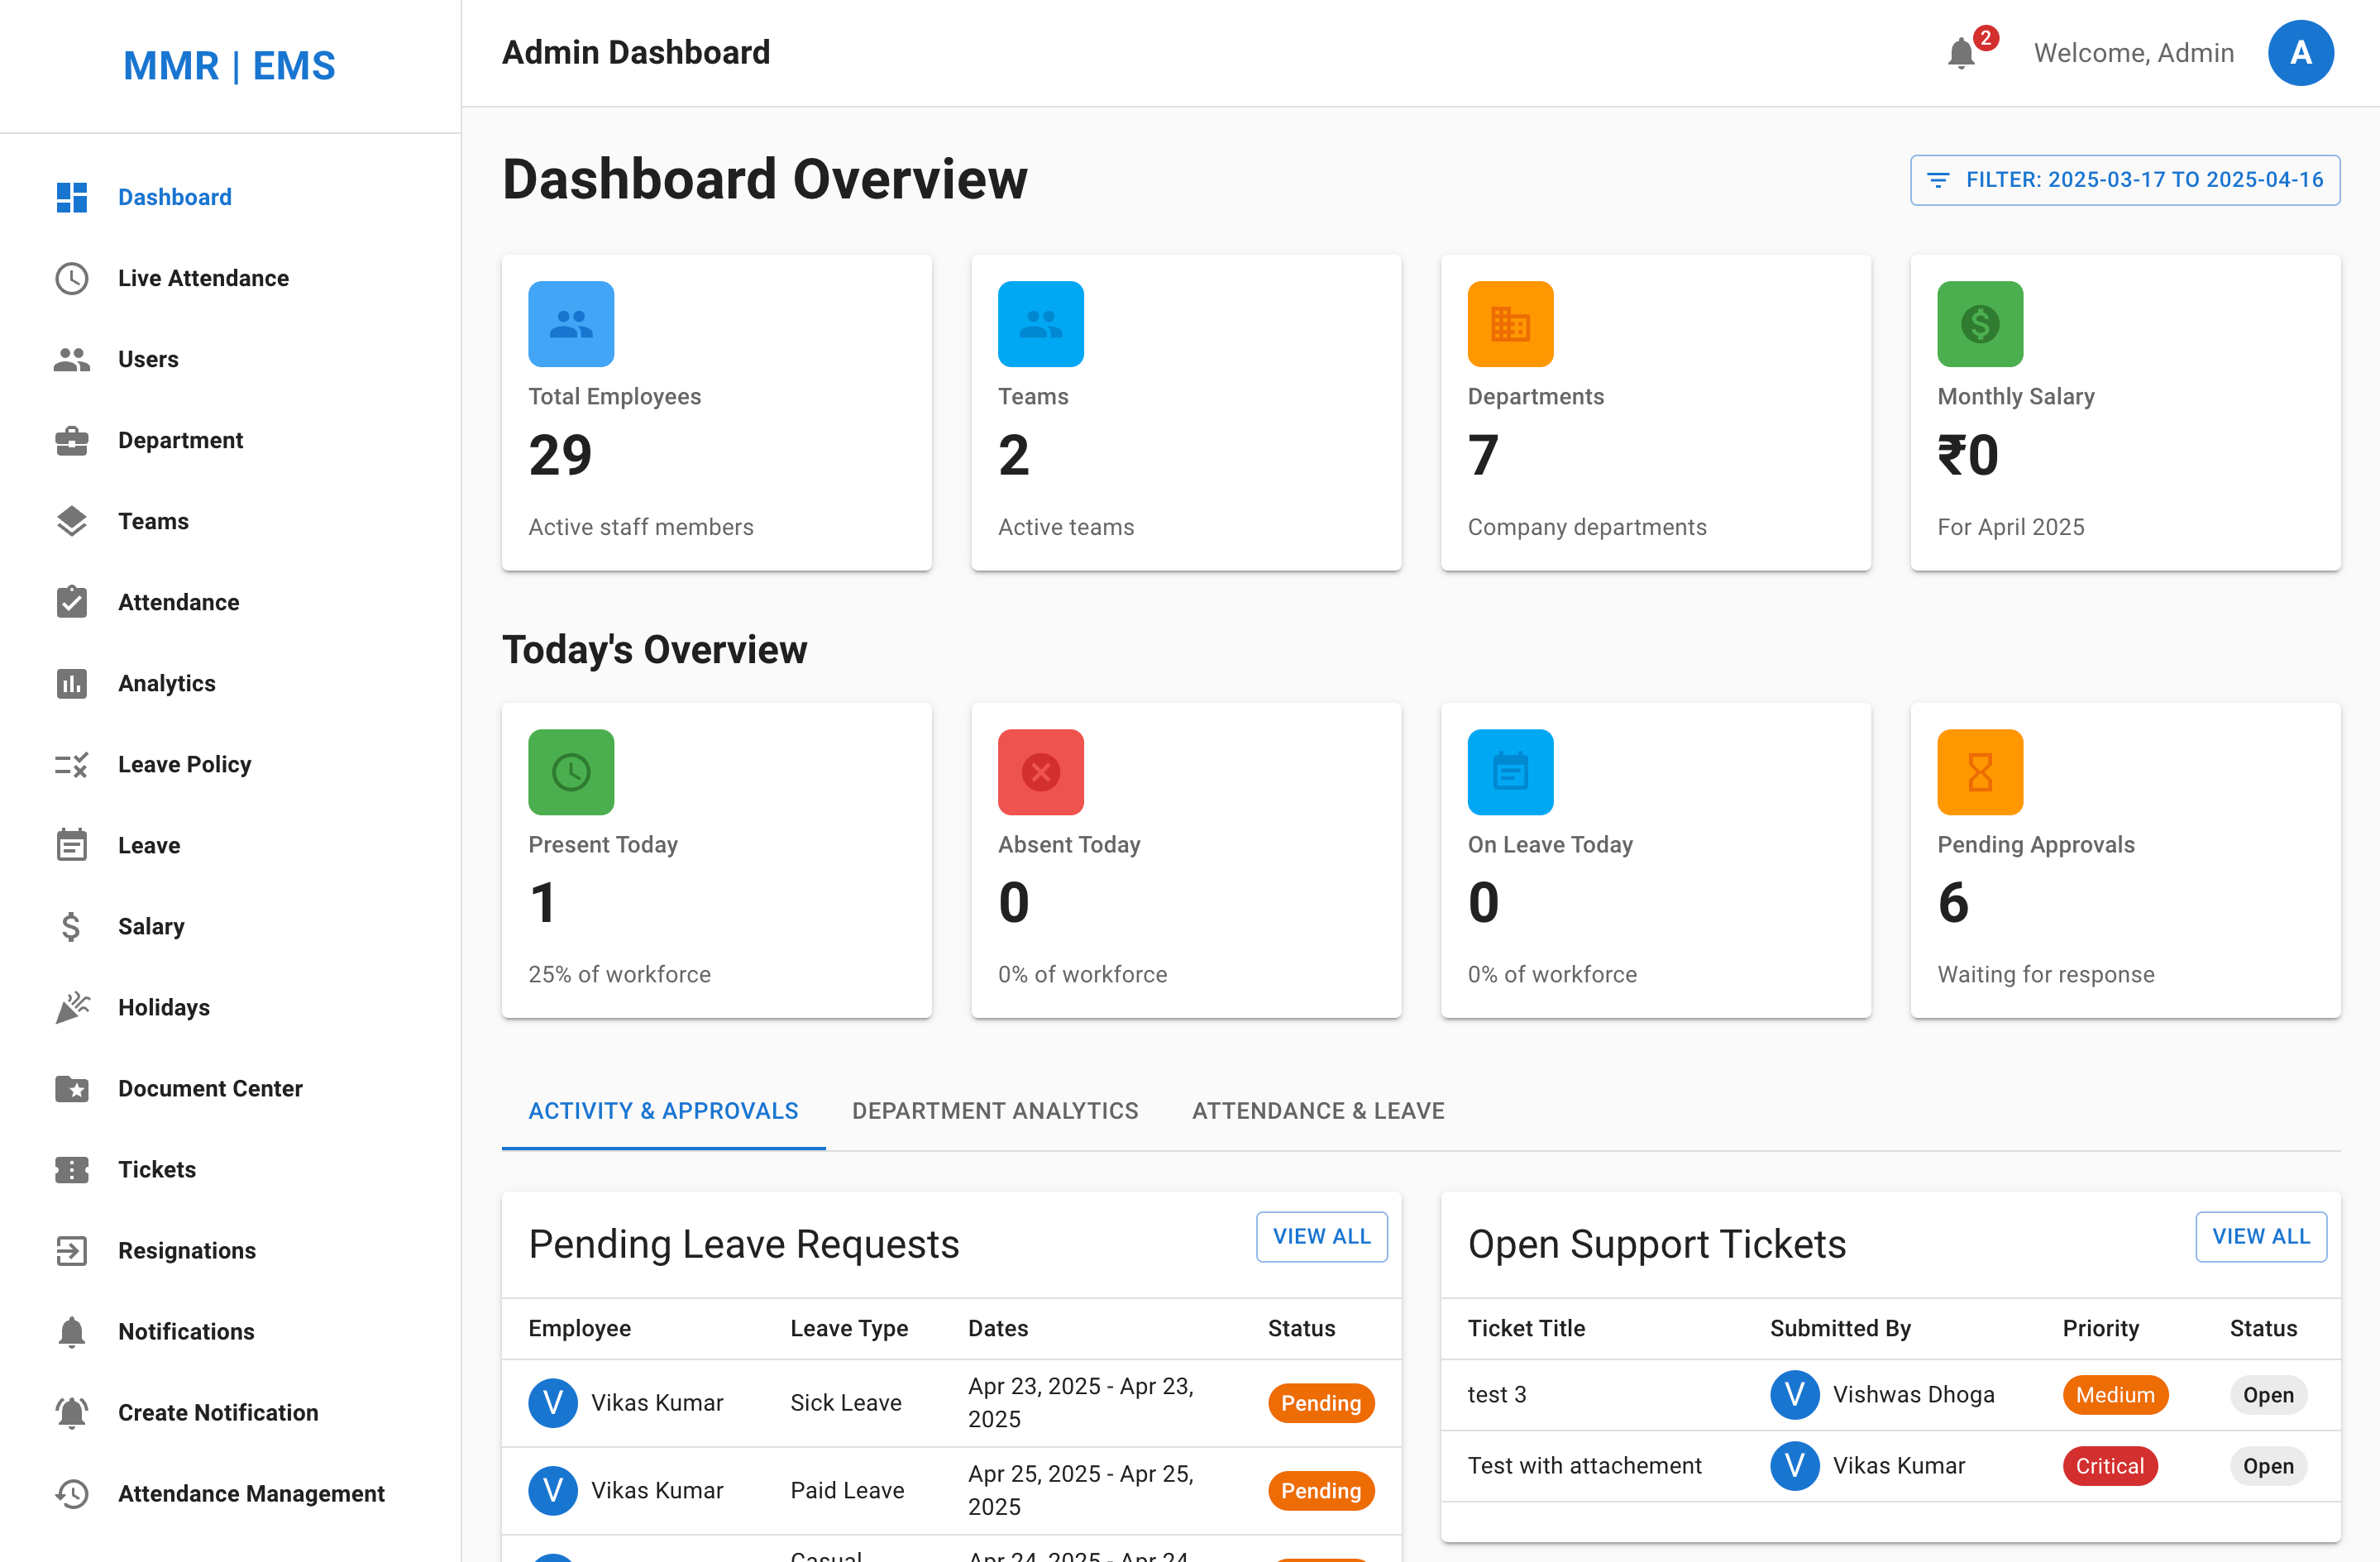 MMR | EMS
Dashboard
Live Attendance
Users
Department
Teams
Attendance
Analytics
Leave Policy
Leave
Salary
Holidays
Document Center
Tickets
Resignations
Notifications
Create Notification
Attendance Management
Admin Dashboard
2
Welcome, Admin
A
Dashboard Overview
FILTER: 2025-03-17 TO 2025-04-16
Total Employees
29
Active staff members
Teams
2
Active teams
Departments
7
Company departments
Monthly Salary
₹0
For April 2025
Today's Overview
Present Today
1
25% of workforce
Absent Today
0
0% of workforce
On Leave Today
0
0% of workforce
Pending Approvals
6
Waiting for response
ACTIVITY & APPROVALS
DEPARTMENT ANALYTICS
ATTENDANCE & LEAVE
Pending Leave Requests
VIEW ALL
Employee Leave Type Dates Status
V Vikas Kumar Sick Leave Apr 23, 2025 - Apr 23,
2025 Pending
V Vikas Kumar Paid Leave Apr 25, 2025 - Apr 25,
2025 Pending
Casual Apr 24, 2025 - Apr 24
Open Support Tickets
VIEW ALL
Ticket Title Submitted By Priority Status
test 3 V Vishwas Dhoga Medium Open
Test with attachement V Vikas Kumar Critical Open